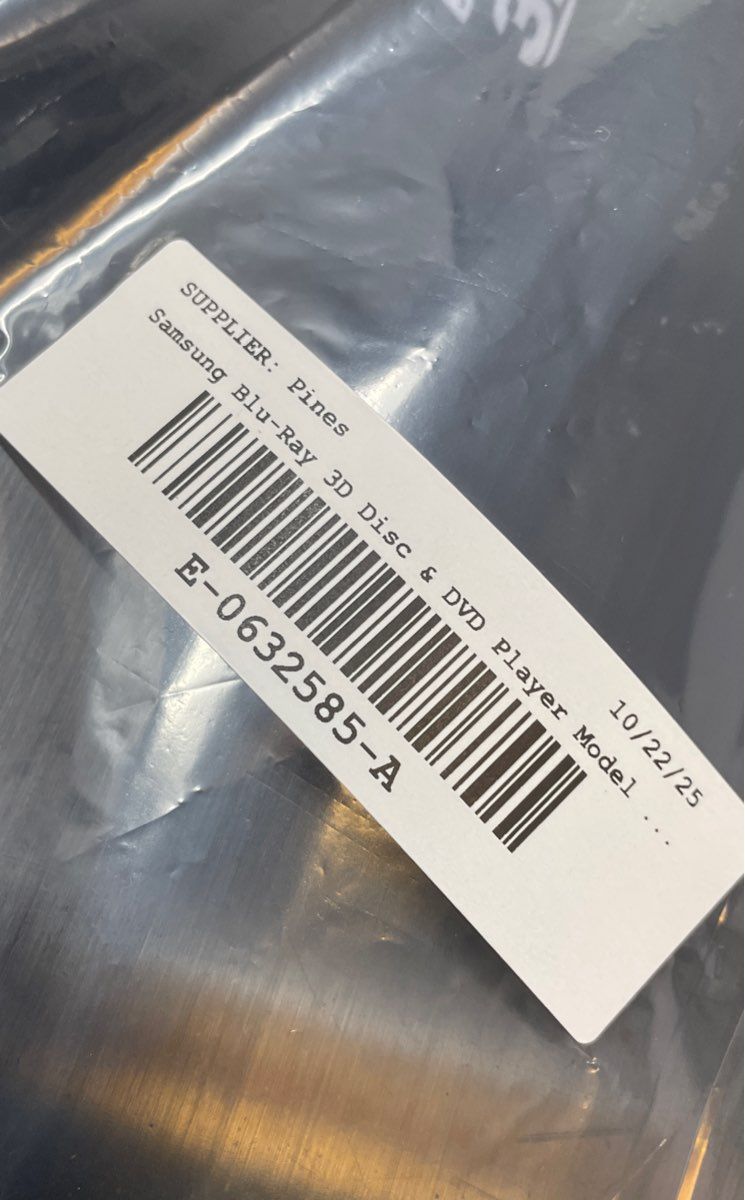 SUPPLIER: Pines
10/22/25
Samsung Blu-Ray 3D Disc & DVD Player Model ...
E-0632585-A